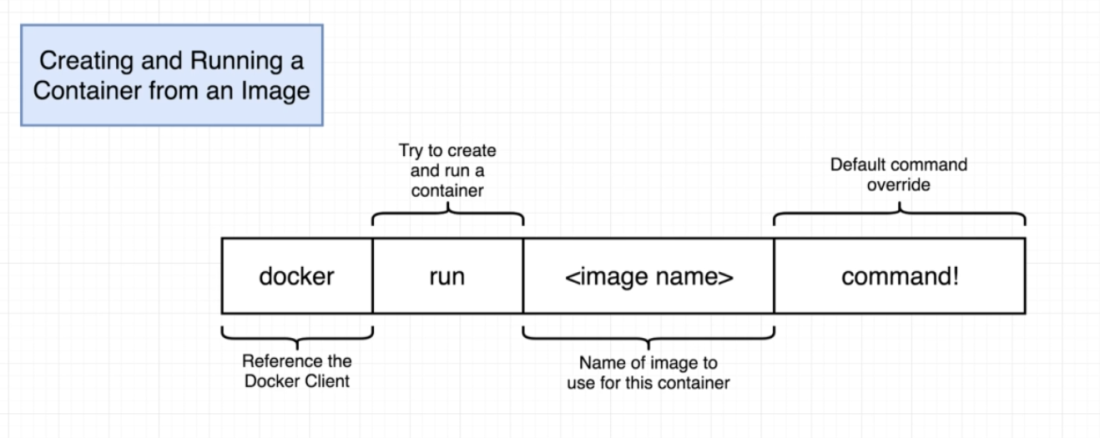 Creating and Running a
Container from an Image
Try to create
and run a
container
Default command
override
docker
run
<image name>
command!
Reference the
Docker Client
Name of image to
use for this container